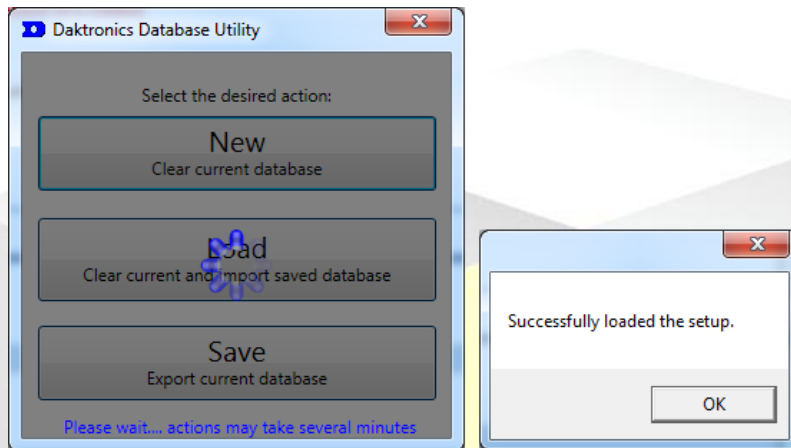 Daktronics Database Utility
Select the desired action:
New
Clear current database
Load
Clear current and import saved database
Save
Export current database
Please wait.... actions may take several minutes
Successfully loaded the setup.
OK